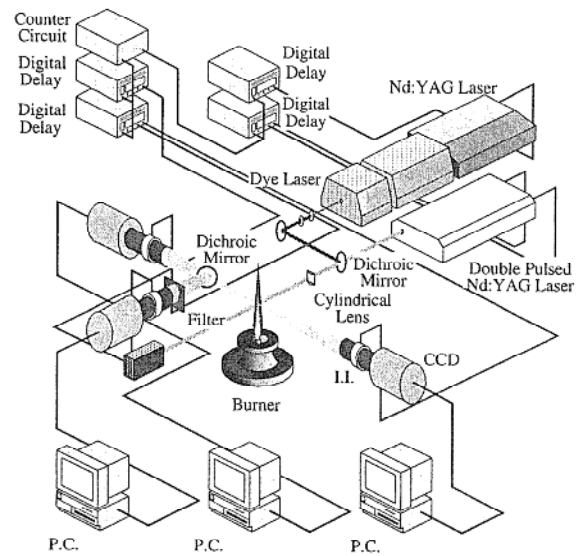 Counter
Circuit
Digital
Delay
Digital
Delay
Digital
Delay
Digital
Delay
Nd:YAG Laser
Dye Laser
Dichroic
Mirror
Dichroic
Mirror
Double Pulsed
Nd:YAG Laser
Cylindrical
Lens
Filter
I.I.
CCD
Burner
P.C.
P.C.
P.C.